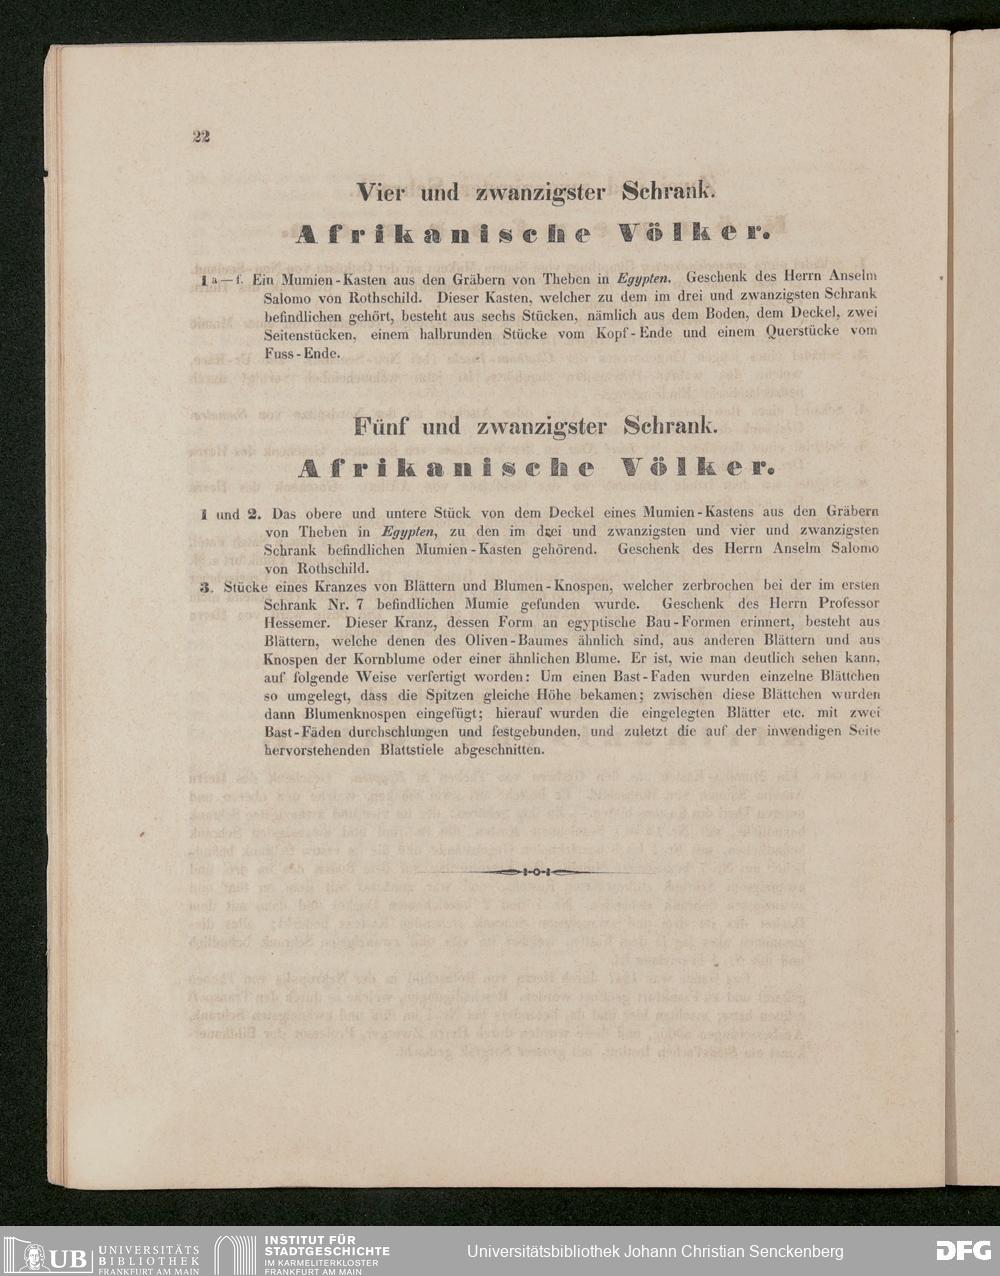 22
Vier und zwanzigster Schrank.
Afrikanische Völker.
1 a—f. Ein Mumien-Kasten aus den Gräbern von Theben in Egypten. Geschenk des Herrn Anselm
Salomo von Rothschild. Dieser Kasten, welcher zu dem im drei und zwanzigsten Schrank
befindlichen gehört, besteht aus sechs Stücken, nämlich aus dem Boden, dem Deckel, zwei
Seitenstücken, einem halbrunden Stücke vom Kopf-Ende und einem Querstücke vom
Fuss-Ende.
Fünf und zwanzigster Schrank.
Afrikanische Völker.
1 und 2. Das obere und untere Stück von dem Deckel eines Mumien-Kastens aus den Gräbern
von Theben in Egypten, zu den im drei und zwanzigsten und vier und zwanzigsten
Schrank befindlichen Mumien-Kasten gehörend. Geschenk des Herrn Anselm Salomo
von Rothschild.
3. Stücke eines Kranzes von Blättern und Blumen-Knospen, welcher zerbrochen bei der im ersten
Schrank Nr. 7 befindlichen Mumie gefunden wurde. Geschenk des Herrn Professor
Hessemer. Dieser Kranz, dessen Form an egyptische Bau-Formen erinnert, besteht aus
Blättern, welche denen des Oliven-Baumes ähnlich sind, aus anderen Blättern und aus
Knospen der Kornblume oder einer ähnlichen Blume. Er ist, wie man deutlich sehen kann,
auf folgende Weise verfertigt worden: Um einen Bast-Faden wurden einzelne Blättchen
so umgelegt, dass die Spitzen gleiche Höhe bekamen; zwischen diese Blättchen wurden
dann Blumenknospen eingefügt; hierauf wurden die eingelegten Blätter etc. mit zwei
Bast-Fäden durchschlungen und festgebunden, und zuletzt die auf der inwendigen Seite
hervorstehenden Blattstiele abgeschnitten.
UB UNIVERSITÄTS
BIBLIOTHEK
FRANKFURT AM MAIN
INSTITUT FÜR
STADTGESCHICHTE
IM KARMELITERKLOSTER
FRANKFURT AM MAIN
Universitätsbibliothek Johann Christian Senckenberg
DFG